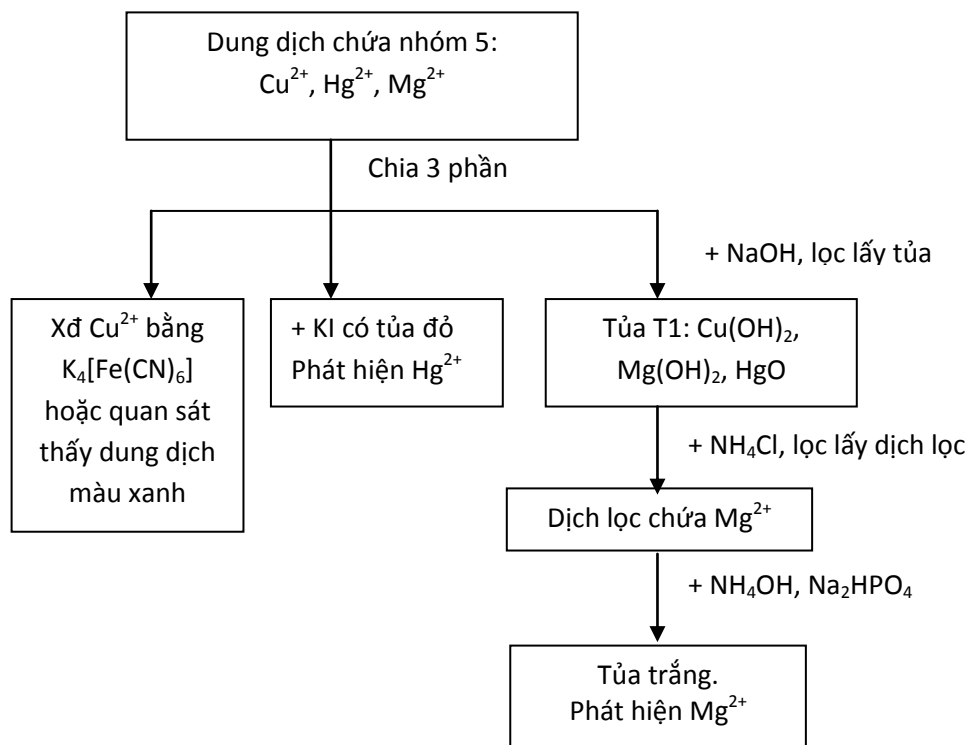 Dung dịch chứa nhóm 5:
Cu²⁺, Hg²⁺, Mg²⁺
Chia 3 phần
+ NaOH, lọc lấy tủa
Xđ Cu²⁺ bằng
K₄[Fe(CN)₆]
hoặc quan sát
thấy dung dịch
màu xanh
+ KI có tủa đỏ
Phát hiện Hg²⁺
Tủa T1: Cu(OH)₂,
Mg(OH)₂, HgO
+ NH₄Cl, lọc lấy dịch lọc
Dịch lọc chứa Mg²⁺
+ NH₄OH, Na₂HPO₄
Tủa trắng.
Phát hiện Mg²⁺